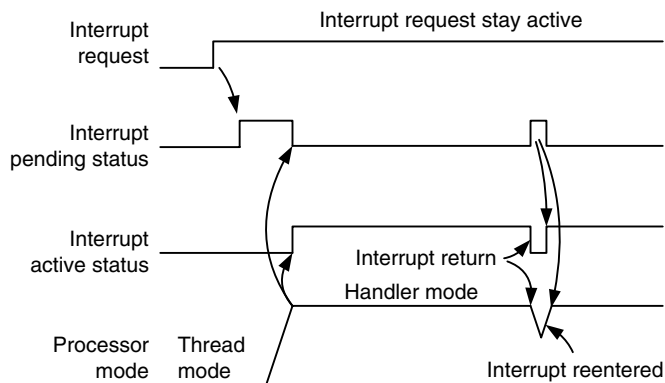 Interrupt request stay active
Interrupt
request
Interrupt
pending status
Interrupt
active status
Interrupt return
Handler mode
Processor
mode
Thread
mode
Interrupt reentered